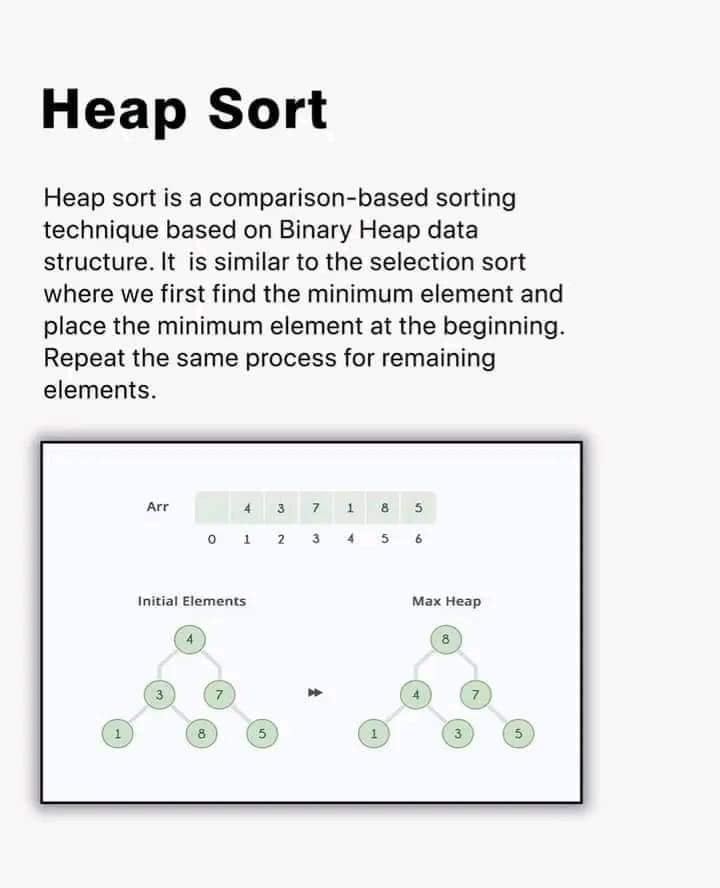 Heap Sort
Heap sort is a comparison-based sorting
technique based on Binary Heap data
structure. It  is similar to the selection sort
where we first find the minimum element and
place the minimum element at the beginning.
Repeat the same process for remaining
elements.
Arr 4 3 7 1 8 5
0 1 2 3 4 5 6
Initial Elements Max Heap
4 8
3 7 4 7
1 8 5 1 3 5